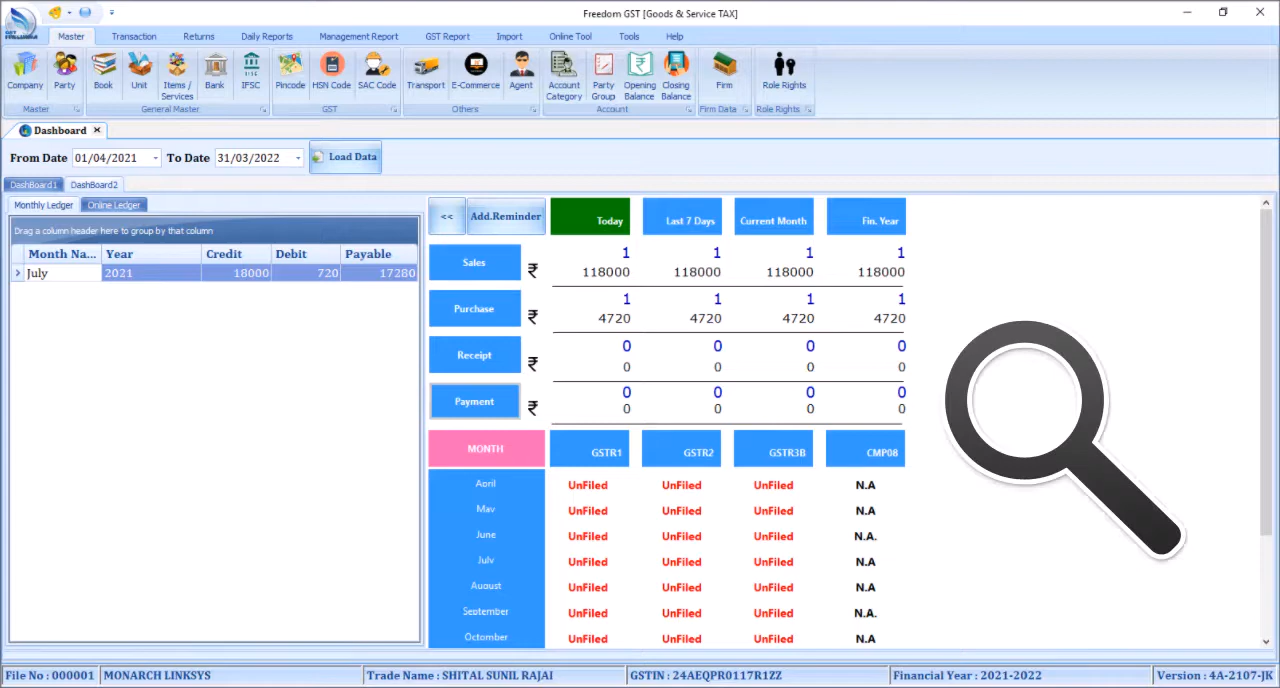 Freedom GST [Goods & Service TAX]
Master Transaction Returns Daily Reports Management Report GST Report Import Online Tool Tools Help
Company Party Book Unit Items / Services Bank IFSC Pincode HSN Code SAC Code Transport E-Commerce Agent Account Category Party Group Opening Balance Closing Balance Firm Role Rights
Master General Master GST Others Account Firm Data Role Rights
Dashboard
From Date 01/04/2021 To Date 31/03/2022 Load Data
DashBoard1 DashBoard2
Monthly Ledger Online Ledger
Drag a column header here to group by that column
Month Na... Year Credit Debit Payable
July 2021 18000 720 17280
<< Add.Reminder Today Last 7 Days Current Month Fin. Year
Sales ₹ 1 1 1 1
118000 118000 118000 118000
Purchase ₹ 1 1 1 1
4720 4720 4720 4720
Receipt ₹ 0 0 0 0
0 0 0 0
Payment ₹ 0 0 0 0
0 0 0 0
MONTH GSTR1 GSTR2 GSTR3B CMP08
April UnFiled UnFiled UnFiled N.A
May UnFiled UnFiled UnFiled N.A
June UnFiled UnFiled UnFiled N.A.
July UnFiled UnFiled UnFiled N.A
August UnFiled UnFiled UnFiled N.A
September UnFiled UnFiled UnFiled N.A.
Octomber UnFiled UnFiled UnFiled N.A
File No : 000001 MONARCH LINKSYS Trade Name : SHITAL SUNIL RAJAI GSTIN : 24AEQPR0117R1ZZ Financial Year : 2021-2022 Version : 4A-2107-JK